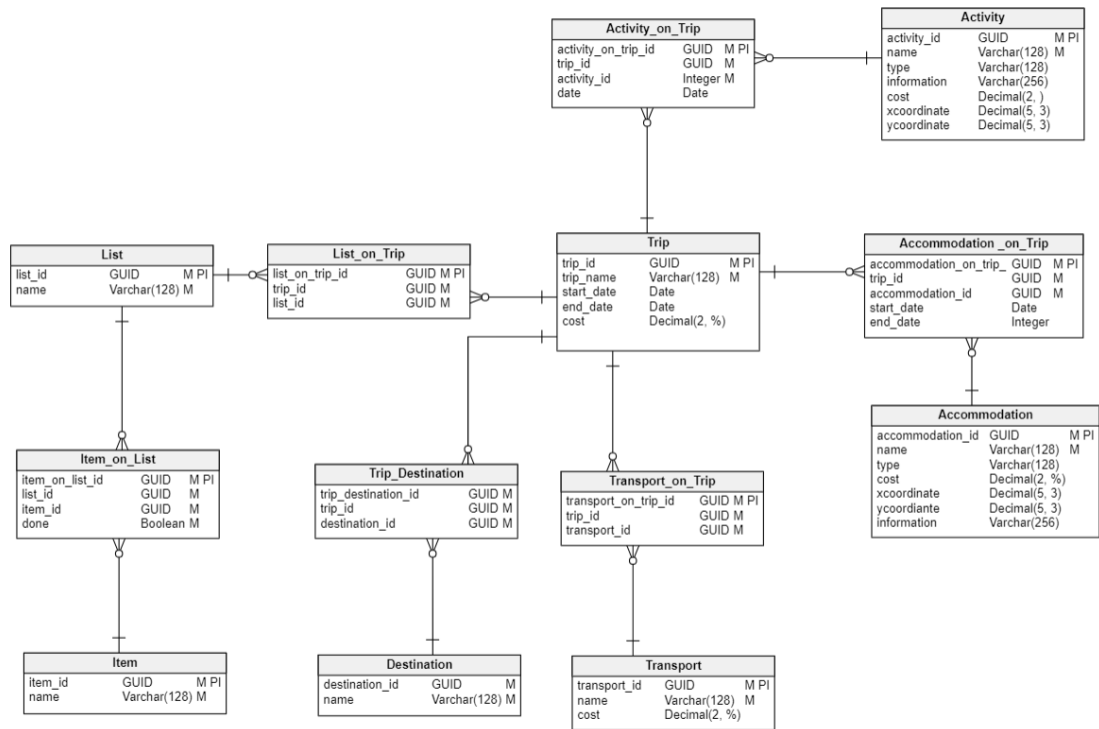 Activity_on_Trip
activity_on_trip_id GUID M PI
trip_id GUID M
activity_id Integer M
date Date
Activity
activity_id GUID M PI
name Varchar(128) M
type Varchar(128)
information Varchar(256)
cost Decimal(2, )
xcoordinate Decimal(5, 3)
ycoordinate Decimal(5, 3)
List
list_id GUID M PI
name Varchar(128) M
List_on_Trip
list_on_trip_id GUID M PI
trip_id GUID M
list_id GUID M
Trip
trip_id GUID M PI
trip_name Varchar(128) M
start_date Date
end_date Date
cost Decimal(2, %)
Accommodation _on_Trip
accommodation_on_trip_ GUID M PI
trip_id GUID M
accommodation_id GUID M
start_date Date
end_date Integer
Accommodation
accommodation_id GUID M PI
name Varchar(128) M
type Varchar(128)
cost Decimal(2, %)
xcoordinate Decimal(5, 3)
ycoordiante Decimal(5, 3)
information Varchar(256)
Item_on_List
item_on_list_id GUID M PI
list_id GUID M
item_id GUID M
done Boolean M
Trip_Destination
trip_destination_id GUID M
trip_id GUID M
destination_id GUID M
Transport_on_Trip
transport_on_trip_id GUID M PI
trip_id GUID M
transport_id GUID M
Item
item_id GUID M PI
name Varchar(128) M
Destination
destination_id GUID M
name Varchar(128) M
Transport
transport_id GUID M PI
name Varchar(128) M
cost Decimal(2, %)